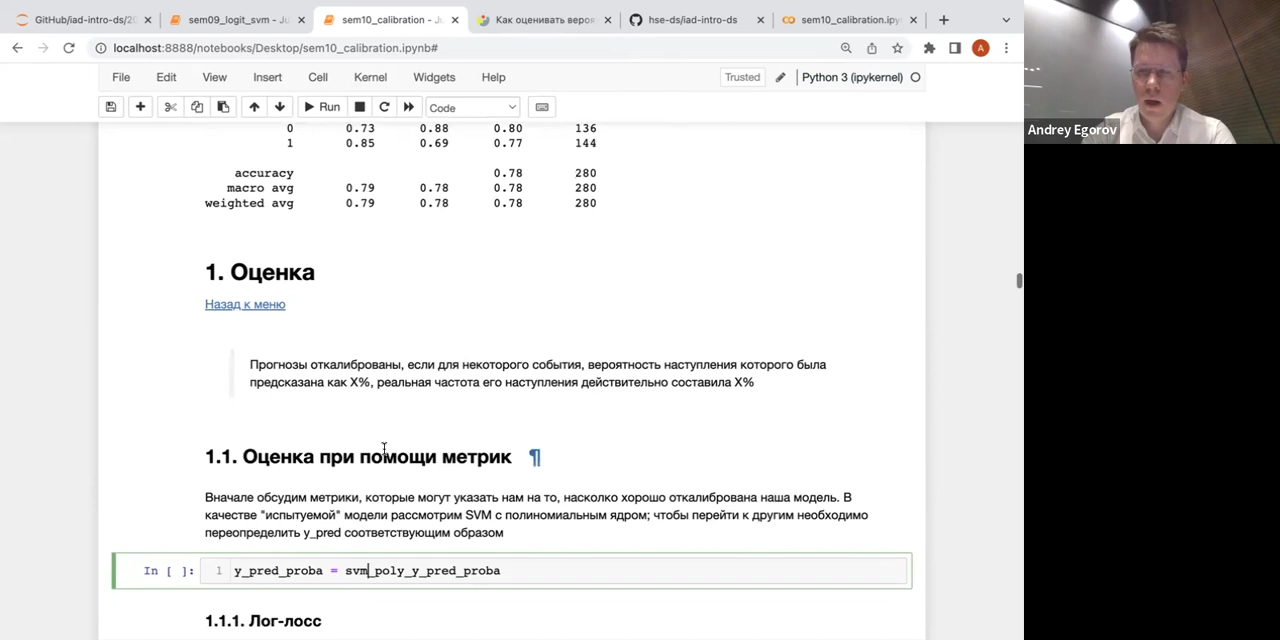 GitHub/iad-intro-ds/20
sem09_logit_svm - Ju
sem10_calibration - Ju
Как оценивать вероя
hse-ds/iad-intro-ds
sem10_calibration.ipyn
localhost:8888/notebooks/Desktop/sem10_calibration.ipynb#
A
File Edit View Insert Cell Kernel Widgets Help
Trusted
Python 3 (ipykernel)
Run
Code
0 0.73 0.88 0.80 136
1 0.85 0.69 0.77 144
accuracy 0.78 280
macro avg 0.79 0.78 0.78 280
weighted avg 0.79 0.78 0.78 280
1. Оценка
Назад к меню
Прогнозы откалиброваны, если для некоторого события, вероятность наступления которого была
предсказана как X%, реальная частота его наступления действительно составила X%
1.1. Оценка при помощи метрик ¶
Вначале обсудим метрики, которые могут указать нам на то, насколько хорошо откалибрована наша модель. В
качестве "испытуемой" модели рассмотрим SVM с полиномиальным ядром; чтобы перейти к другим необходимо
переопределить y_pred соответствующим образом
In [ ]: 1 y_pred_proba = svm_poly_y_pred_proba
1.1.1. Лог-лосс
Andrey Egorov